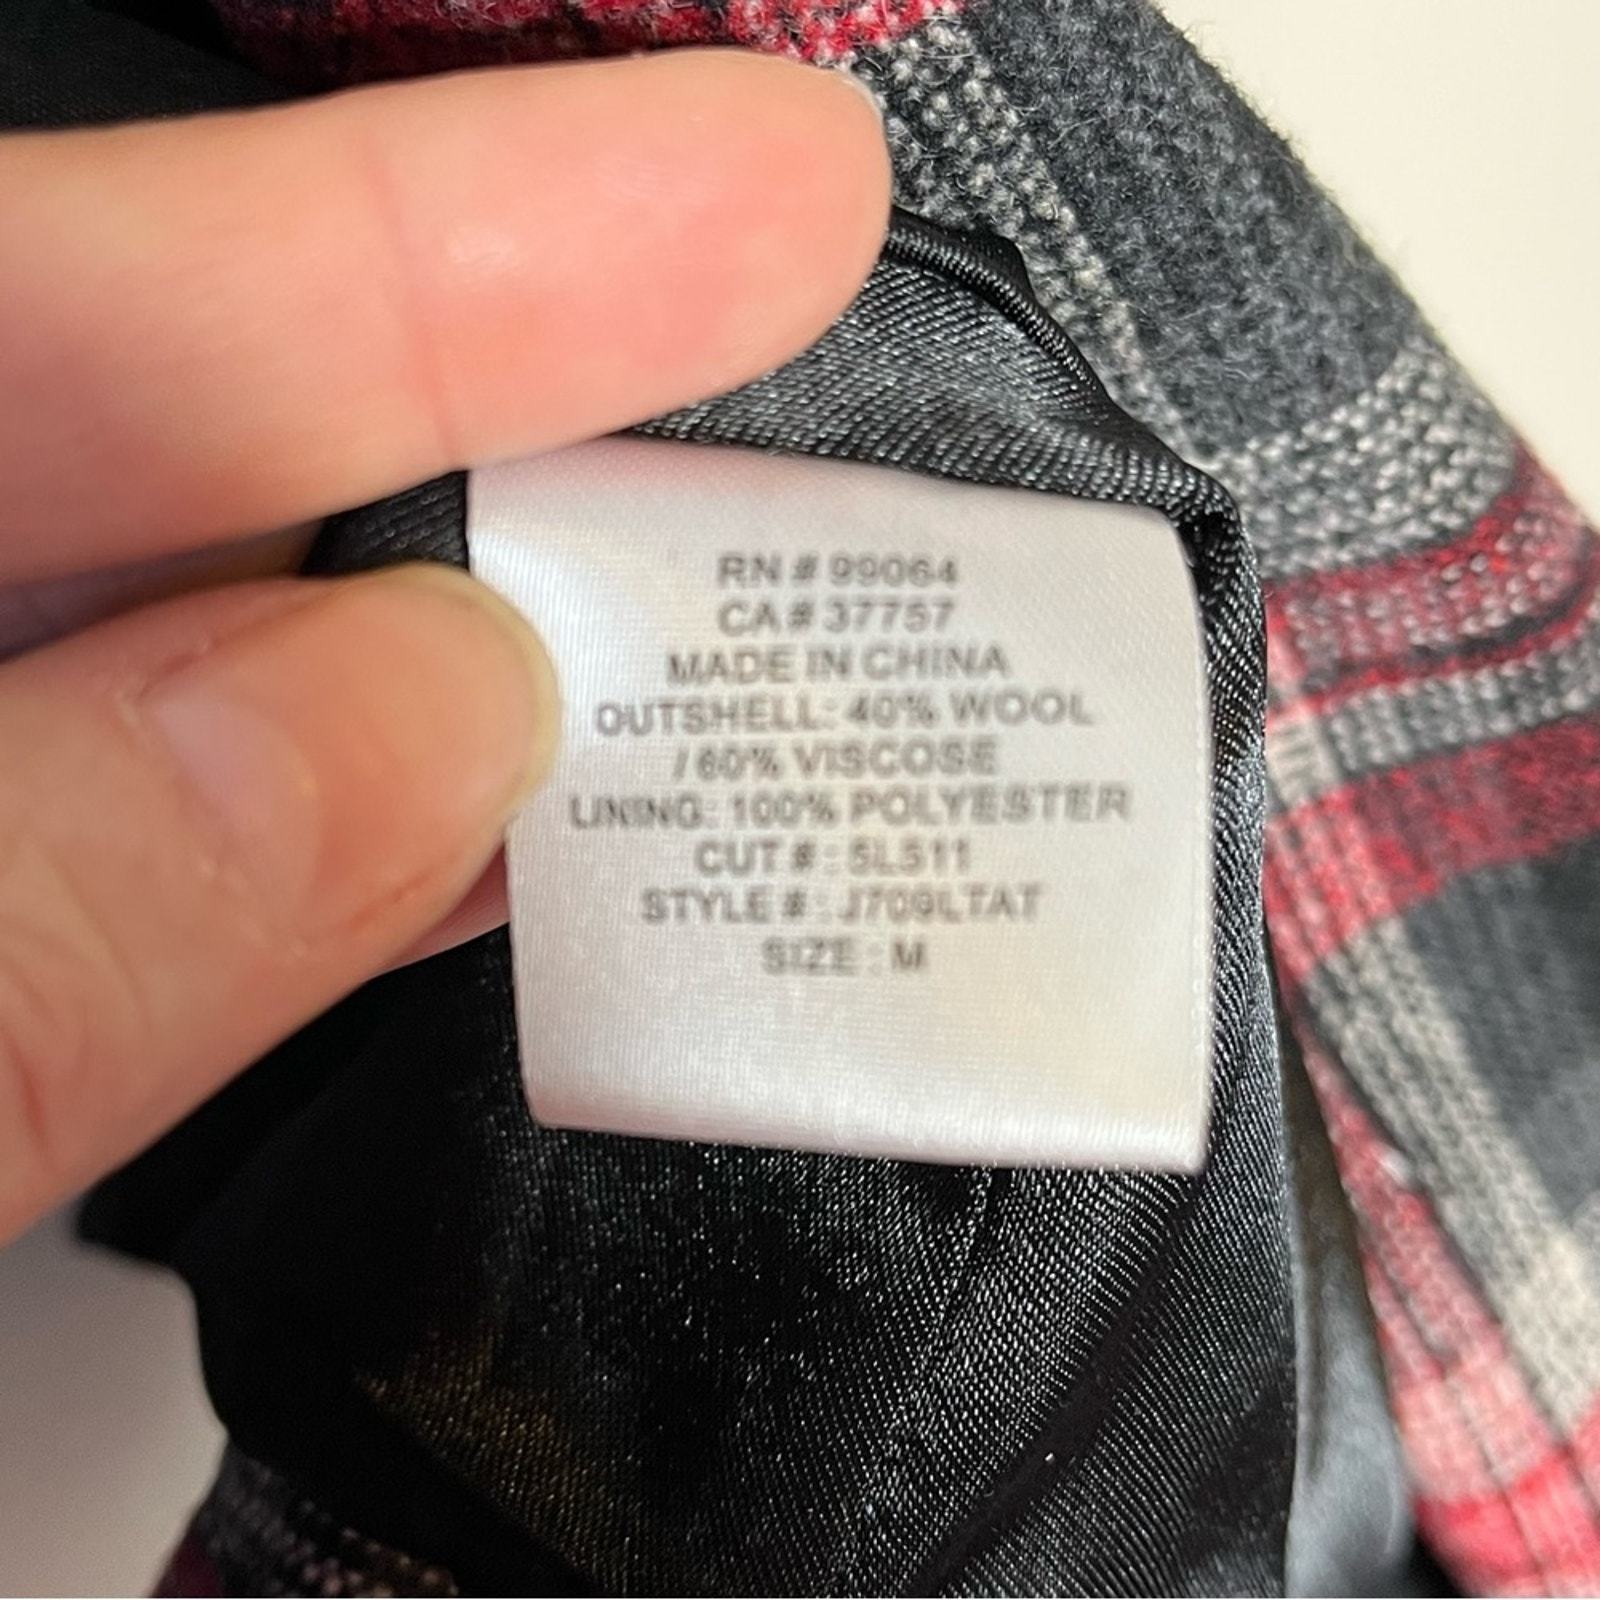 RN # 99064
CA # 37757
MADE IN CHINA
OUTSHELL: 40% WOOL
/ 60% VISCOSE
LINING: 100% POLYESTER
CUT # : 5L511
STYLE # : J709LTAT
SIZE : M